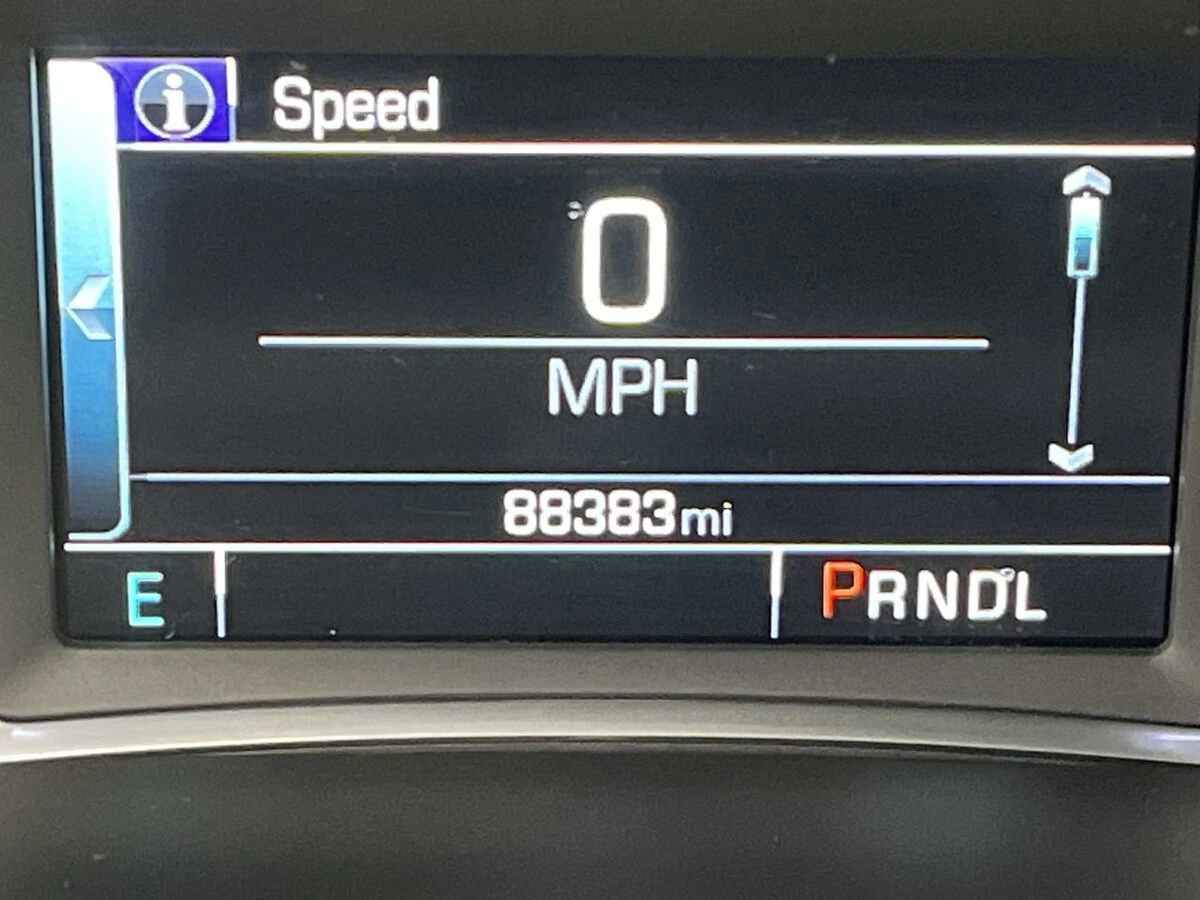 i Speed
0
MPH
88383mi
E PRNDL